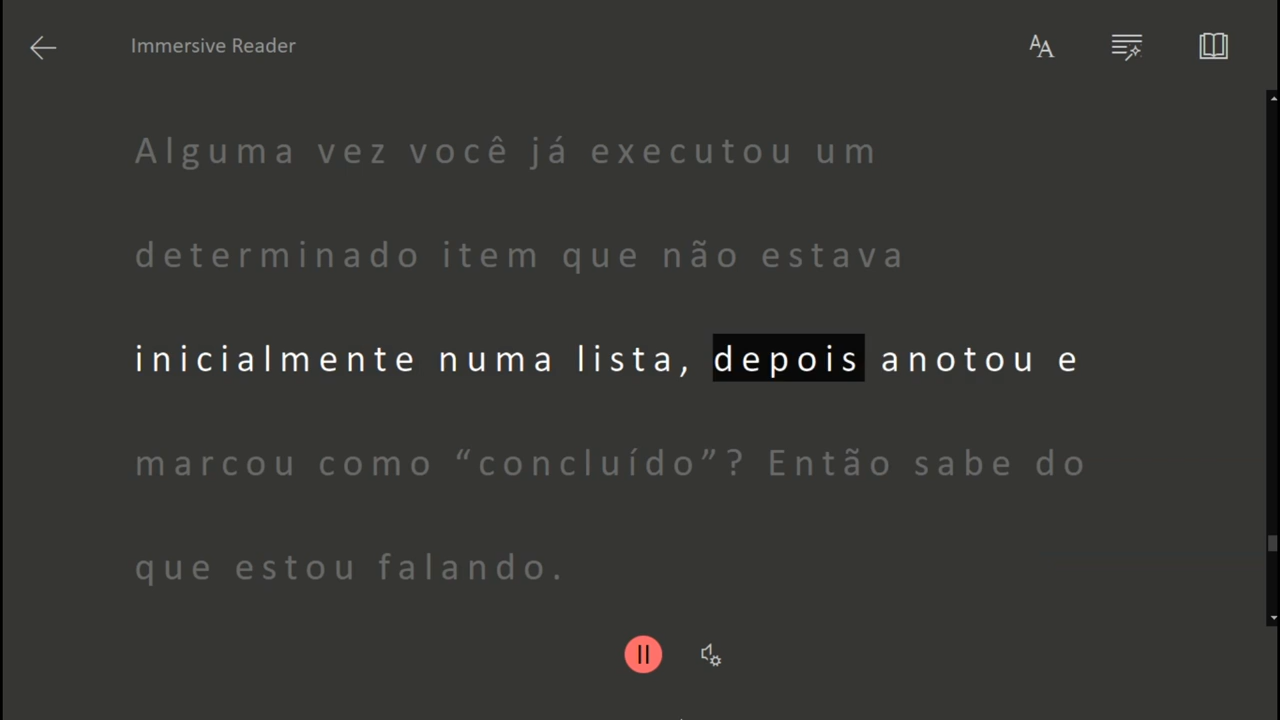 Immersive Reader
Alguma vez você já executou um
determinado item que não estava
inicialmente numa lista, depois anotou e
marcou como “concluído”? Então sabe do
que estou falando.